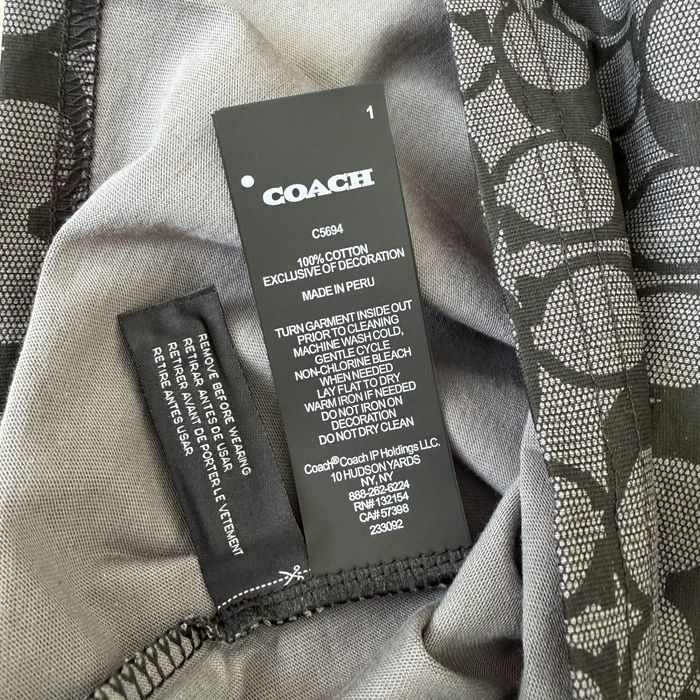 1
COACH
C5694
100% COTTON
EXCLUSIVE OF DECORATION
MADE IN PERU
TURN GARMENT INSIDE OUT
PRIOR TO CLEANING
MACHINE WASH COLD,
GENTLE CYCLE
NON-CHLORINE BLEACH
WHEN NEEDED
LAY FLAT TO DRY
WARM IRON IF NEEDED
DO NOT IRON ON
DECORATION
DO NOT DRY CLEAN
Coach®Coach IP Holdings LLC.
10 HUDSON YARDS
NY, NY
888-262-6224
RN# 132154
CA# 57398
233092
REMOVE BEFORE WEARING
RETIRAR ANTES DE USAR
RETIRER AVANT DE PORTER LE VETEMENT
RETIRE ANTES USAR